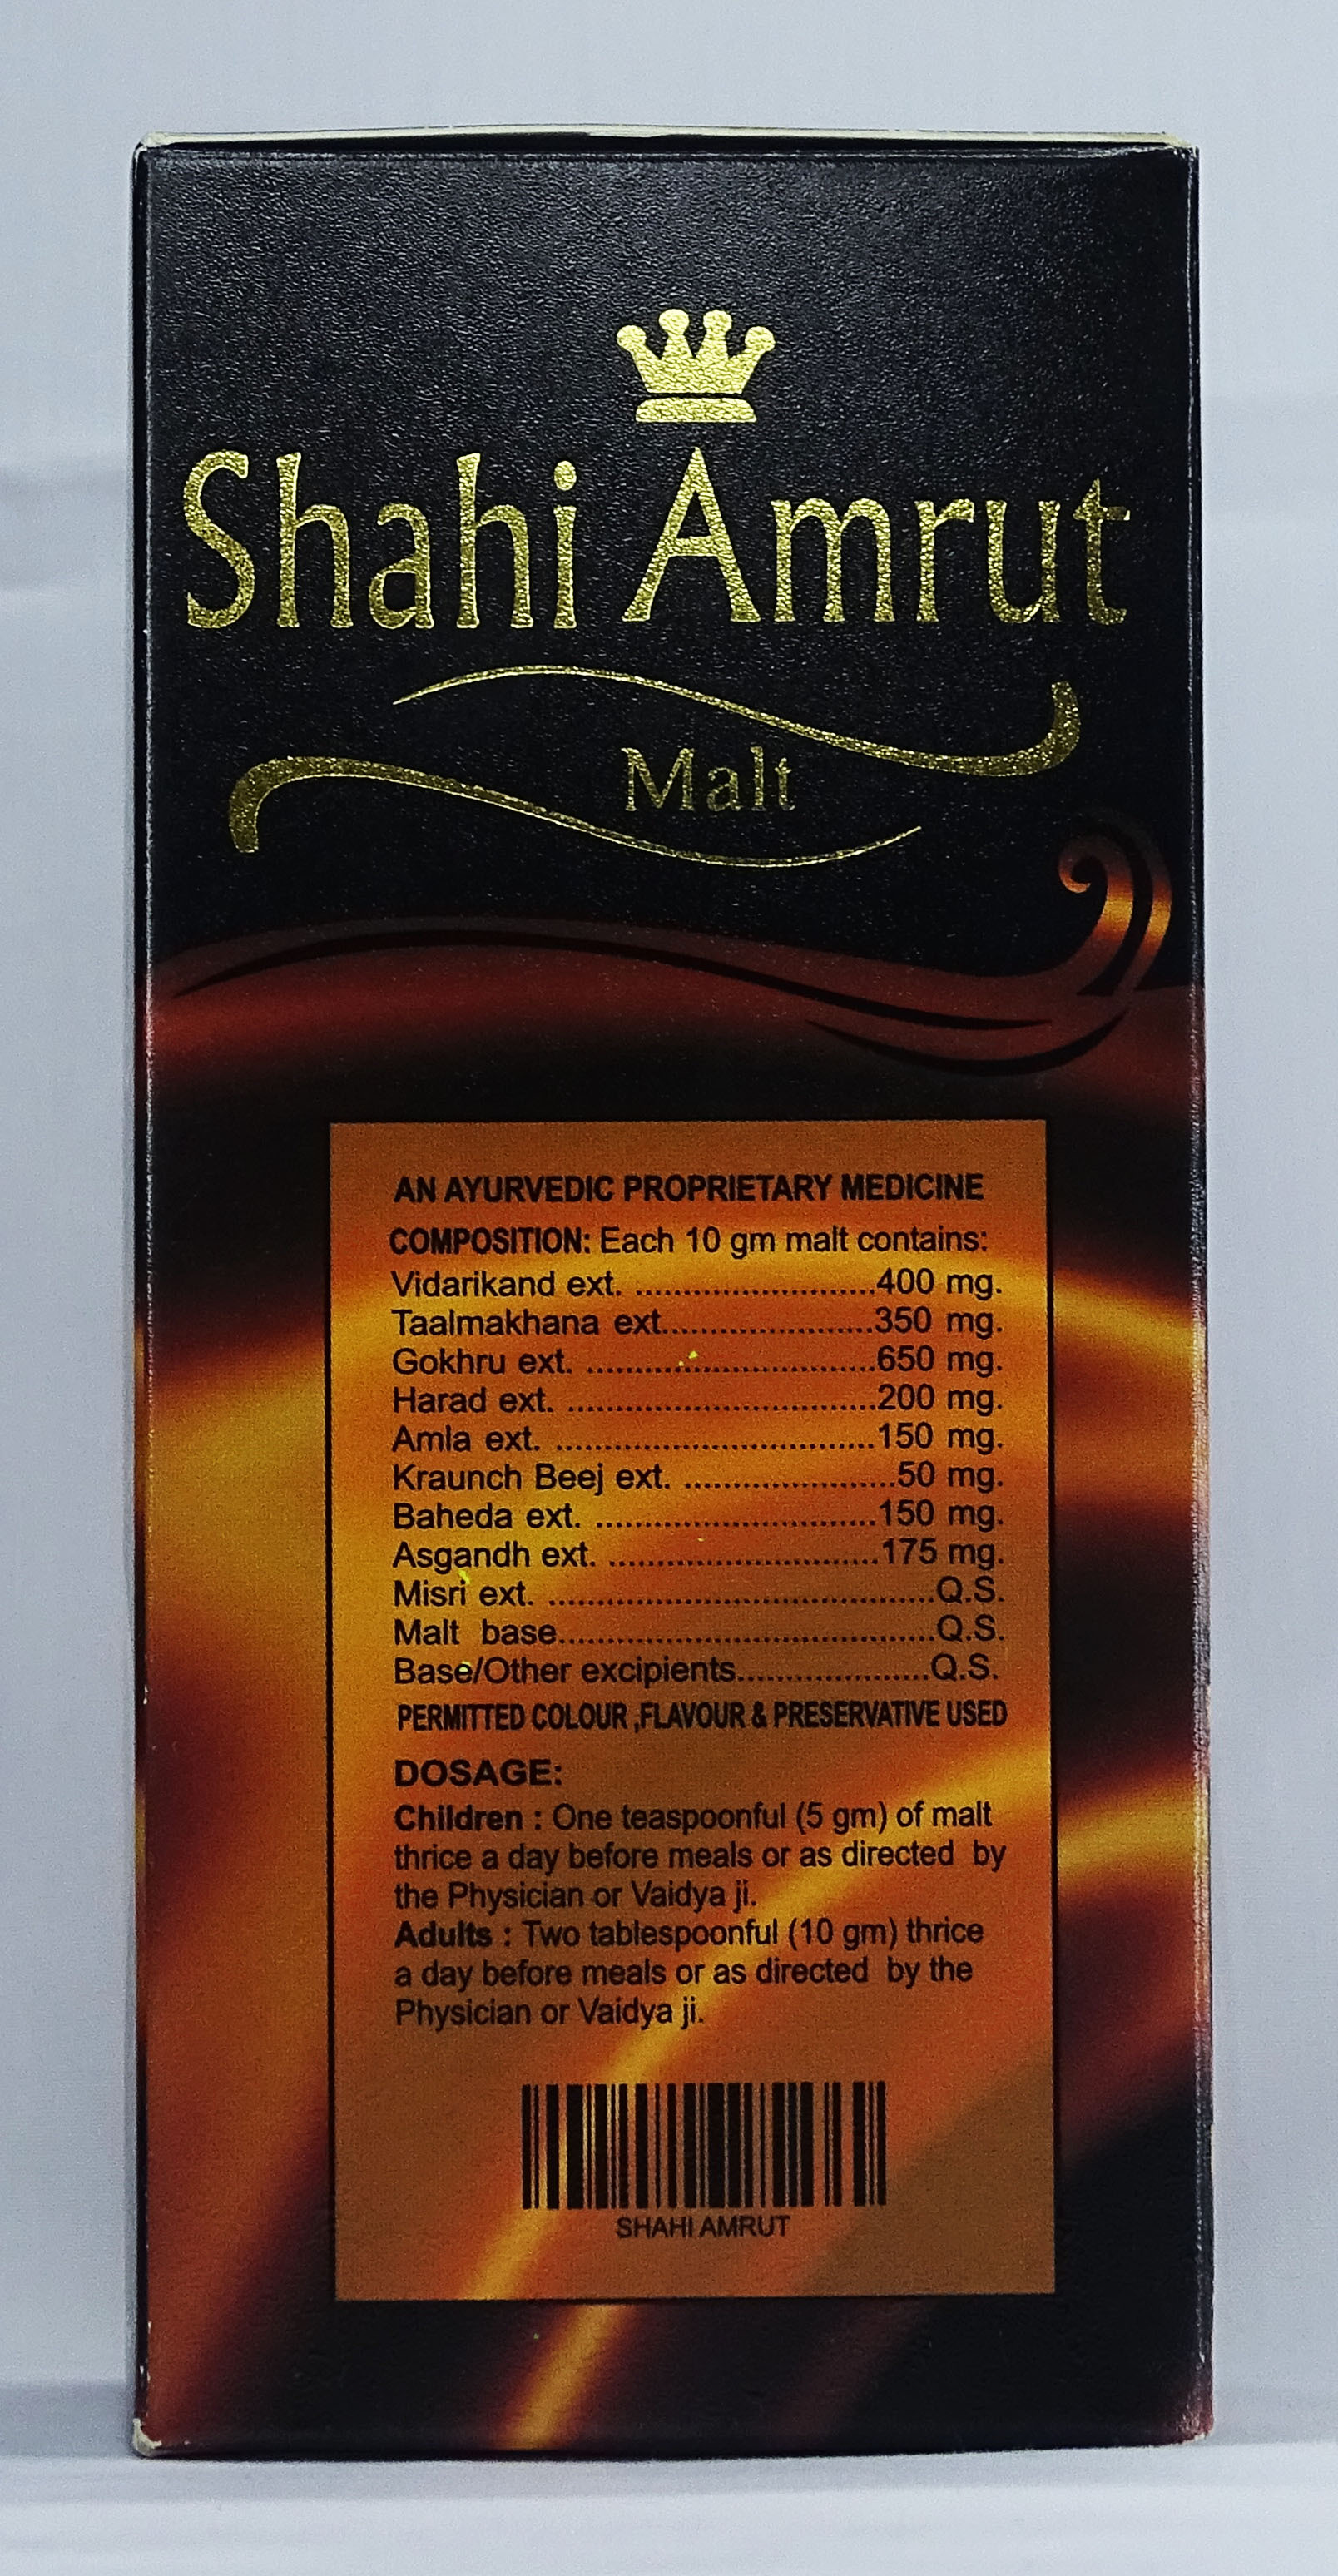 Shahi Amrut
Malt
AN AYURVEDIC PROPRIETARY MEDICINE
COMPOSITION: Each 10 gm malt contains:
Vidarikand ext. ..............................400 mg.
Taalmakhana ext..........................350 mg.
Gokhru ext. ...................................650 mg.
Harad ext. .....................................200 mg.
Amla ext. .......................................150 mg.
Kraunch Beej ext. ..........................50 mg.
Baheda ext. ..................................150 mg.
Asgandh ext. .................................175 mg.
Misri ext. ...............................................Q.S.
Malt base..............................................Q.S.
Base/Other excipients........................Q.S.
PERMITTED COLOUR ,FLAVOUR & PRESERVATIVE USED
DOSAGE:
Children : One teaspoonful (5 gm) of malt
thrice a day before meals or as directed by
the Physician or Vaidya ji.
Adults : Two tablespoonful (10 gm) thrice
a day before meals or as directed by the
Physician or Vaidya ji.
SHAHI AMRUT